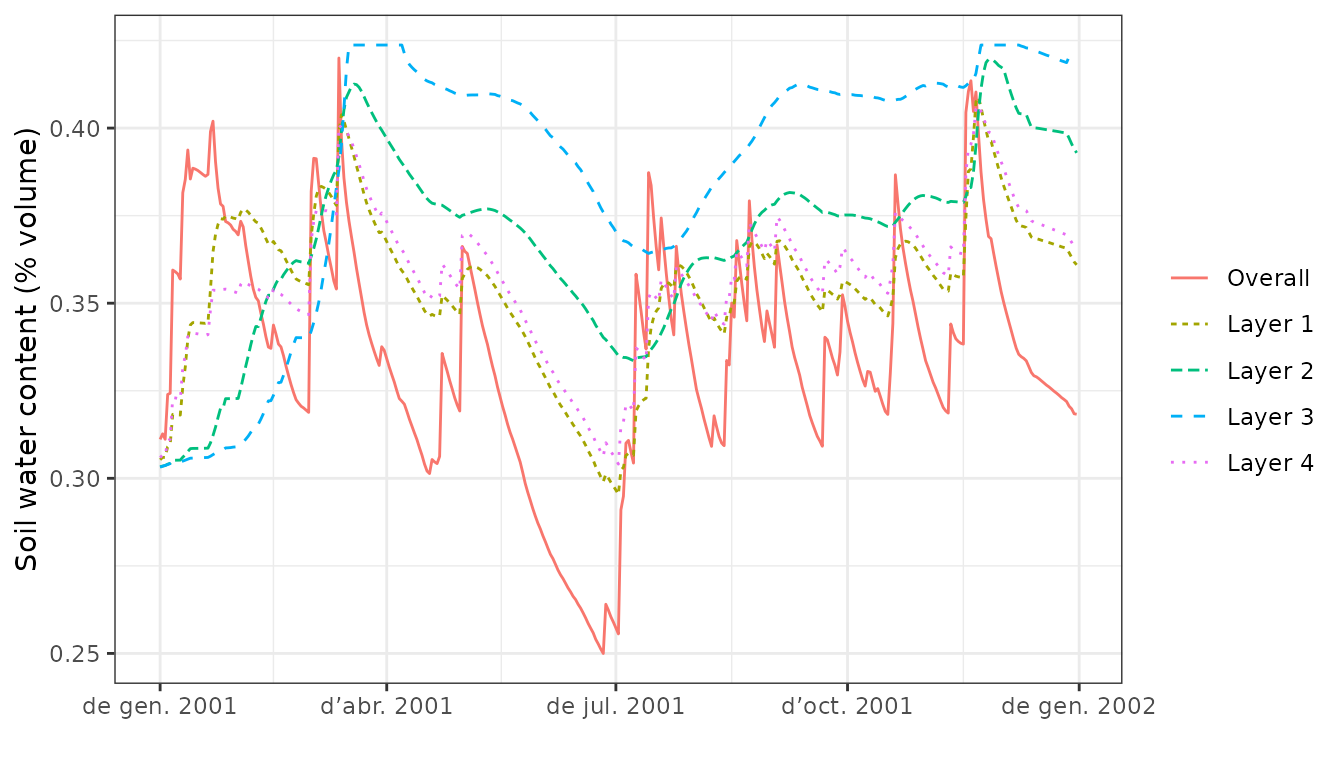 Soil water content (% volume)
0.40
0.35
0.30
0.25
de gen. 2001
d’abr. 2001
de jul. 2001
d’oct. 2001
de gen. 2002
Overall
Layer 1
Layer 2
Layer 3
Layer 4